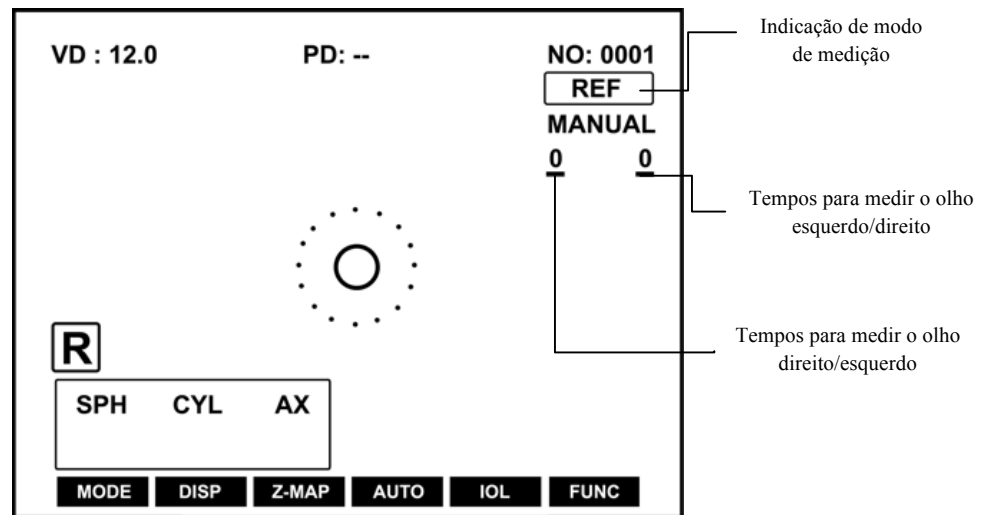 VD : 12.0 PD: -- NO: 0001
REF
MANUAL
0 0
R
SPH CYL AX
MODE DISP Z-MAP AUTO IOL FUNC
Indicação de modo
de medição
Tempos para medir o olho
esquerdo/direito
Tempos para medir o olho
direito/esquerdo